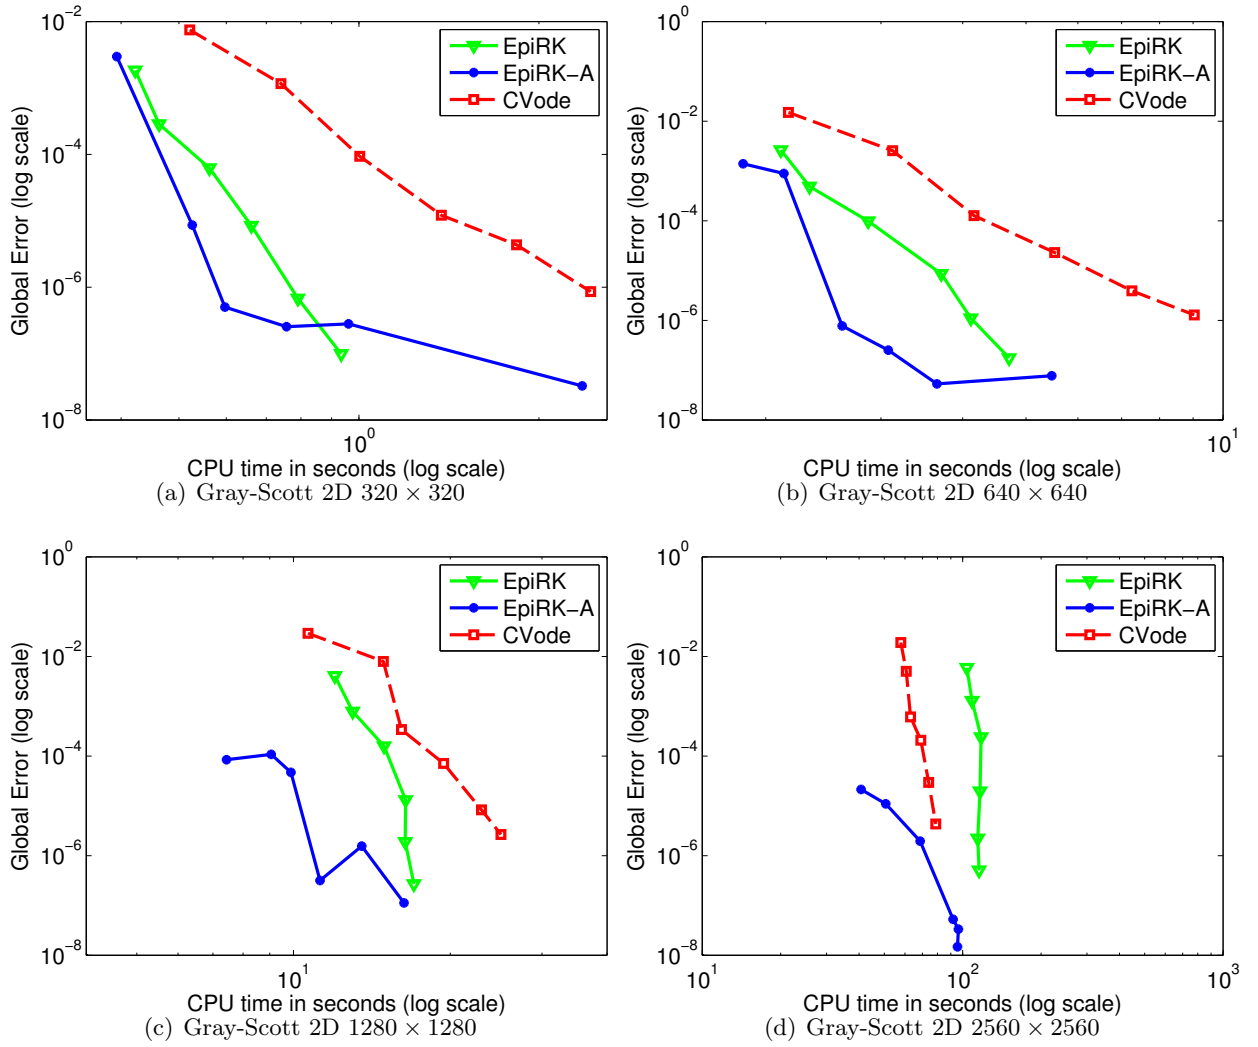 10^-2
10^-4
10^-6
10^-8
Global Error (log scale)
EpiRK
EpiRK-A
CVode
10^0
CPU time in seconds (log scale)
(a) Gray-Scott 2D 320 × 320
10^0
10^-2
10^-4
10^-6
10^-8
Global Error (log scale)
EpiRK
EpiRK-A
CVode
10^1
CPU time in seconds (log scale)
(b) Gray-Scott 2D 640 × 640
10^0
10^-2
10^-4
10^-6
10^-8
Global Error (log scale)
EpiRK
EpiRK-A
CVode
10^1
CPU time in seconds (log scale)
(c) Gray-Scott 2D 1280 × 1280
10^0
10^-2
10^-4
10^-6
10^-8
Global Error (log scale)
EpiRK
EpiRK-A
CVode
10^1 10^2 10^3
CPU time in seconds (log scale)
(d) Gray-Scott 2D 2560 × 2560